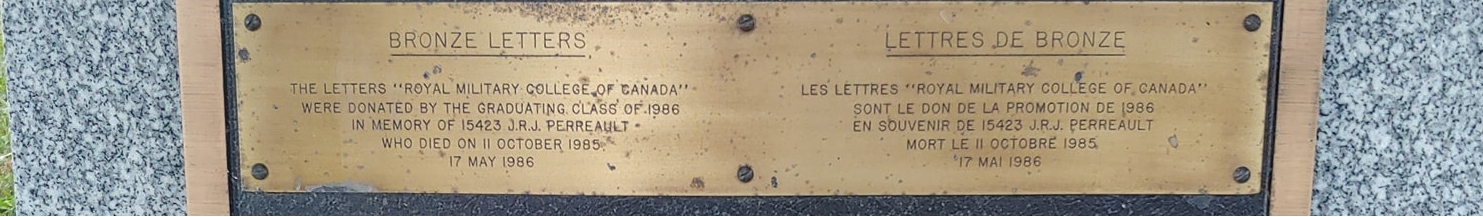 BRONZE LETTERS
THE LETTERS "ROYAL MILITARY COLLEGE OF CANADA"
WERE DONATED BY THE GRADUATING CLASS OF 1986
IN MEMORY OF 15423 J.R.J. PERREAULT
WHO DIED ON 11 OCTOBER 1985
17 MAY 1986
LETTRES DE BRONZE
LES LETTRES "ROYAL MILITARY COLLEGE OF CANADA"
SONT LE DON DE LA PROMOTION DE 1986
EN SOUVENIR DE 15423 J.R.J. PERREAULT
MORT LE 11 OCTOBRE 1985
17 MAI 1986